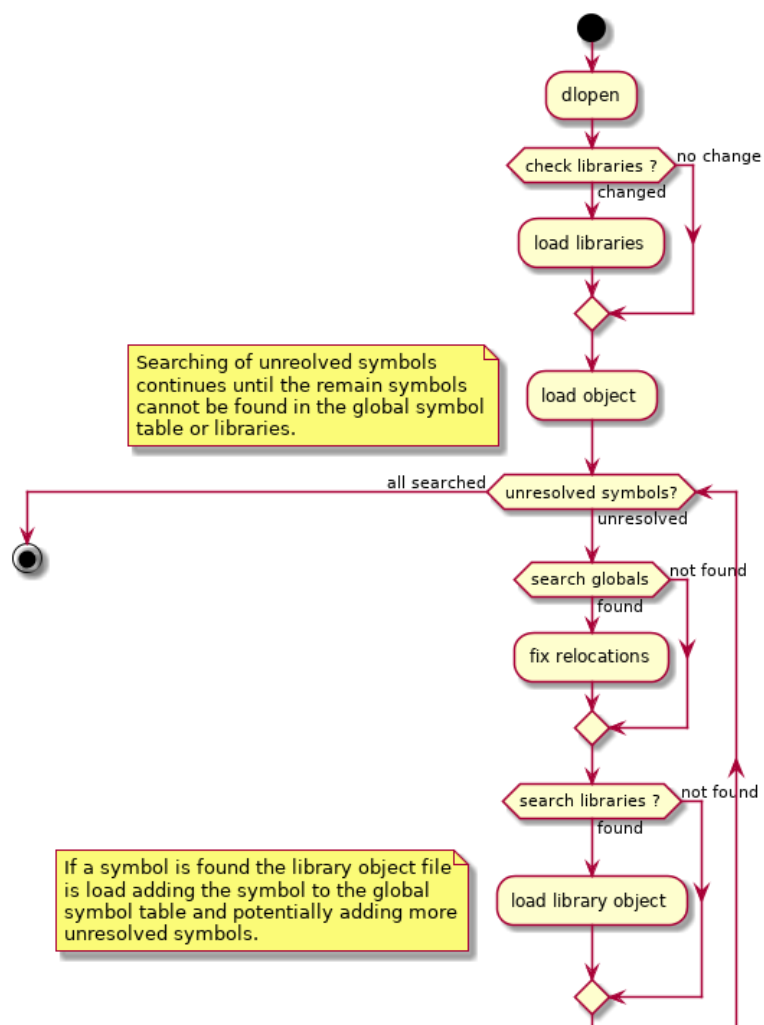 dlopen
check libraries ?
no change
changed
load libraries
Searching of unreolved symbols
continues until the remain symbols
cannot be found in the global symbol
table or libraries.
load object
all searched
unresolved symbols?
unresolved
search globals
not found
found
fix relocations
search libraries ?
not found
found
If a symbol is found the library object file
is load adding the symbol to the global
symbol table and potentially adding more
unresolved symbols.
load library object